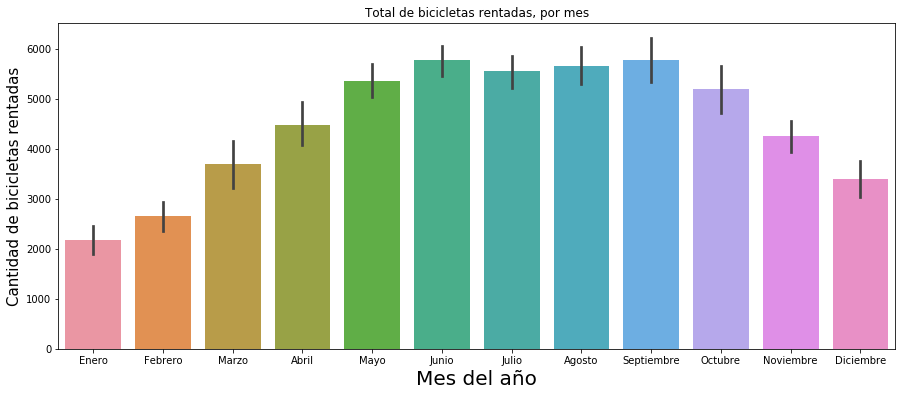 Total de bicicletas rentadas, por mes
Cantidad de bicicletas rentadas
6000
5000
4000
3000
2000
1000
0
Enero Febrero Marzo Abril Mayo Junio Julio Agosto Septiembre Octubre Noviembre Diciembre
Mes del año